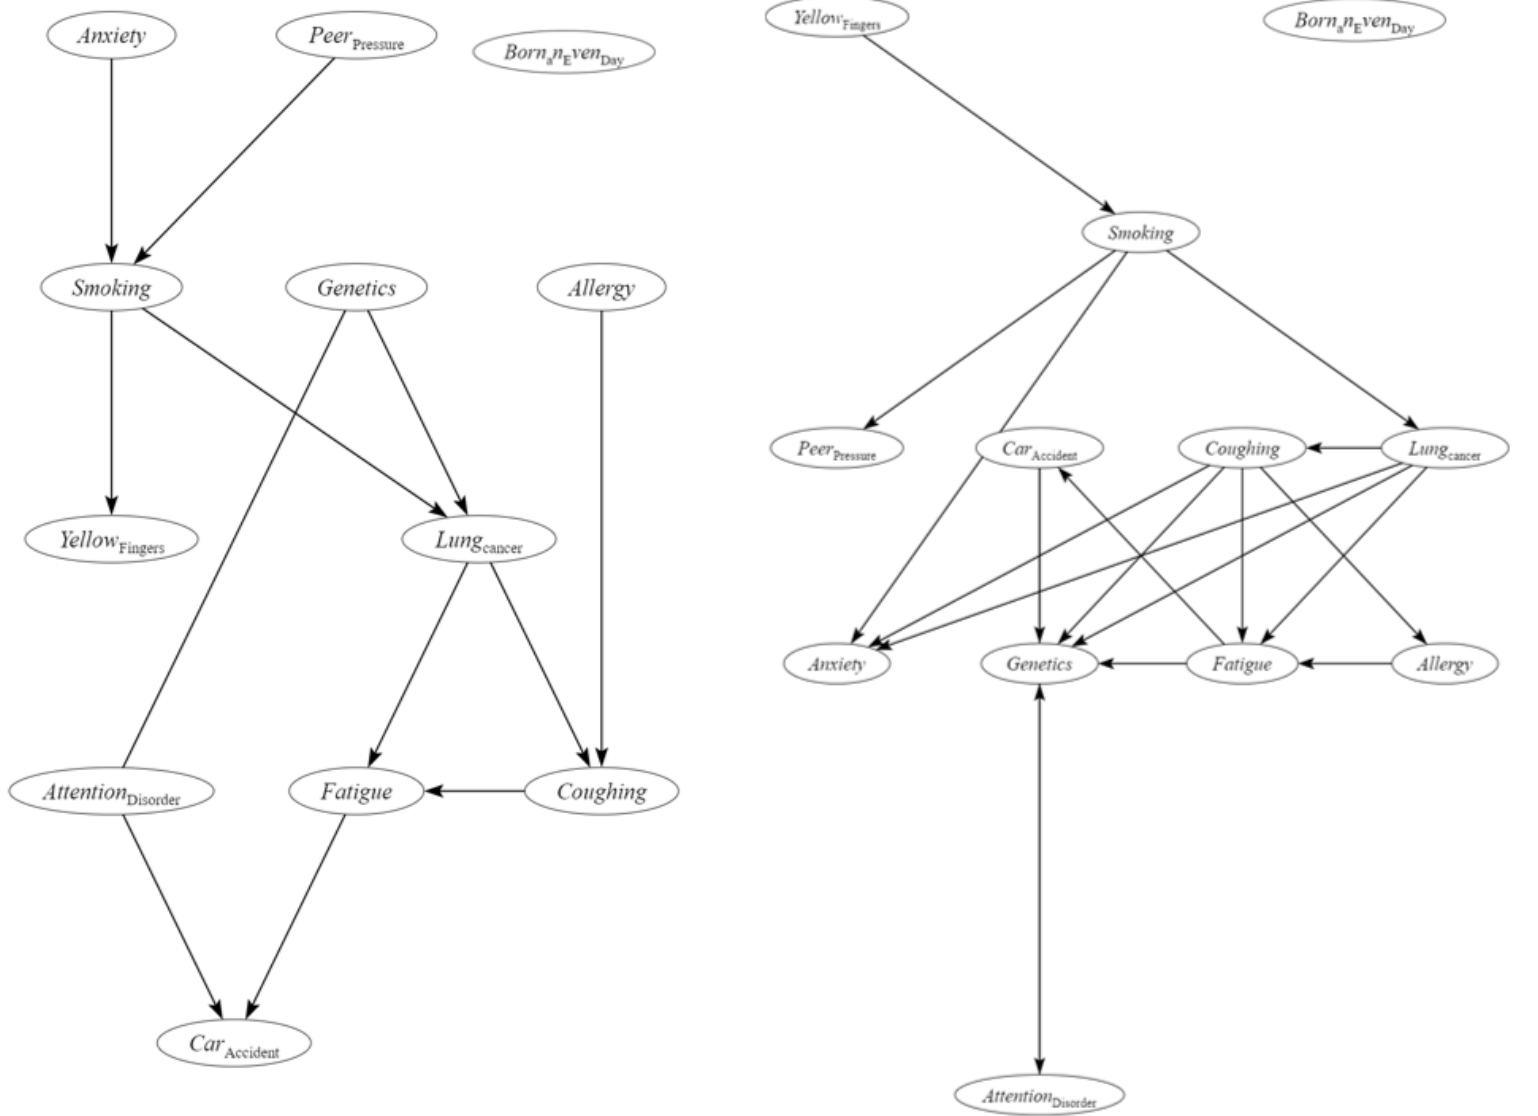 Anxiety
Peer Pressure
Born a n E ven Day
Smoking
Genetics
Allergy
Yellow Fingers
Lung cancer
Attention Disorder
Fatigue
Coughing
Car Accident
Yellow Fingers
Born a n E ven Day
Smoking
Peer Pressure
Car Accident
Coughing
Lung cancer
Anxiety
Genetics
Fatigue
Allergy
Attention Disorder